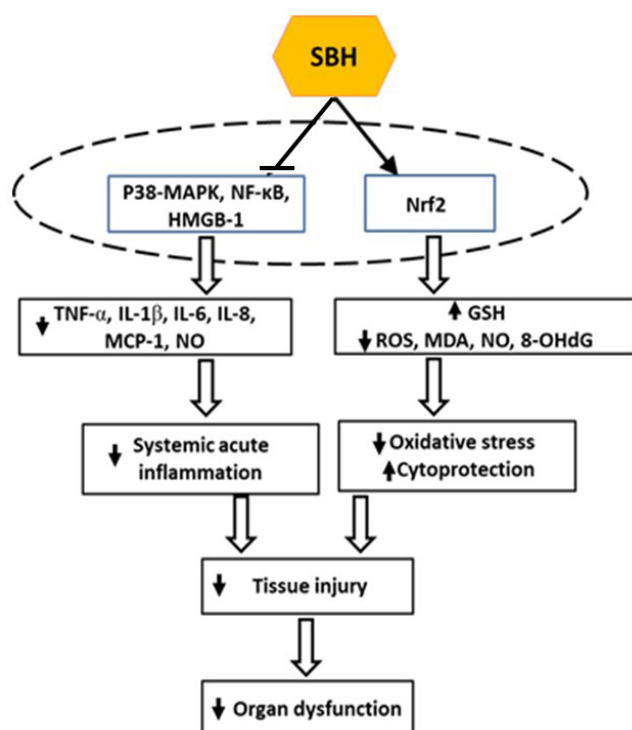 SBH
P38-MAPK, NF-κB,
HMGB-1
Nrf2
TNF-α, IL-1β, IL-6, IL-8,
MCP-1, NO
GSH
ROS, MDA, NO, 8-OHdG
Systemic acute
inflammation
Oxidative stress
Cytoprotection
Tissue injury
Organ dysfunction